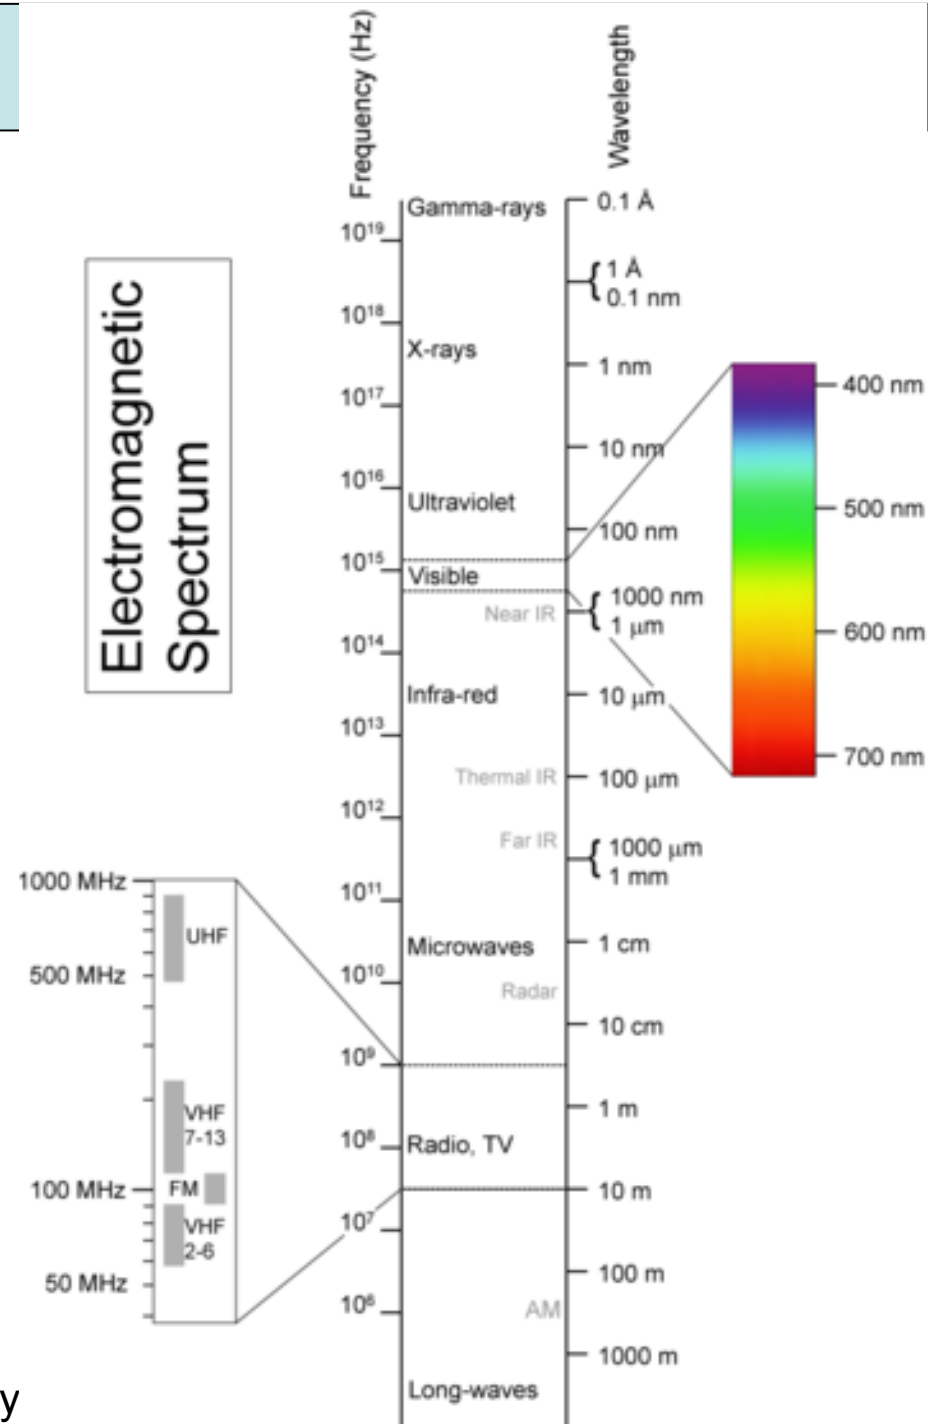 Frequency (Hz)
Wavelength
Electromagnetic
Spectrum
Gamma-rays
0.1 Å
10¹⁹
1 Å
0.1 nm
10¹⁸
X-rays
1 nm
400 nm
10¹⁷
10 nm
10¹⁶
Ultraviolet
500 nm
100 nm
10¹⁵
Visible
1000 nm
Near IR
1 µm
600 nm
10¹⁴
Infra-red
10 µm
10¹³
700 nm
Thermal IR
100 µm
10¹²
Far IR
1000 µm
1 mm
1000 MHz
10¹¹
UHF
Microwaves
1 cm
500 MHz
10¹⁰
Radar
10 cm
10⁹
VHF
7-13
1 m
10⁸
Radio, TV
100 MHz
FM
10 m
VHF
2-6
10⁷
50 MHz
100 m
10⁶
AM
1000 m
Long-waves
y